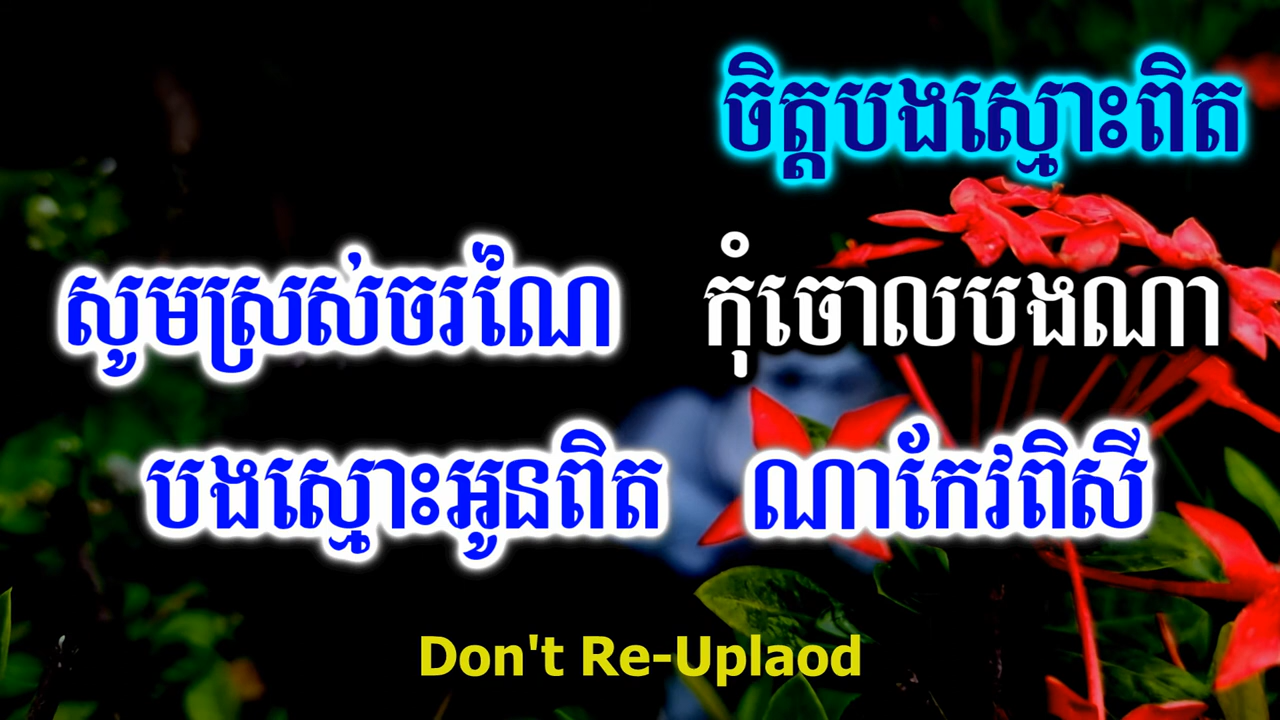 ចិត្តបងស្មោះពិត
សូមស្រស់ចរណៃ កុំចោលបងណា
បងស្មោះអូនពិត ណាកែវពិសី
Don't Re-Uplaod